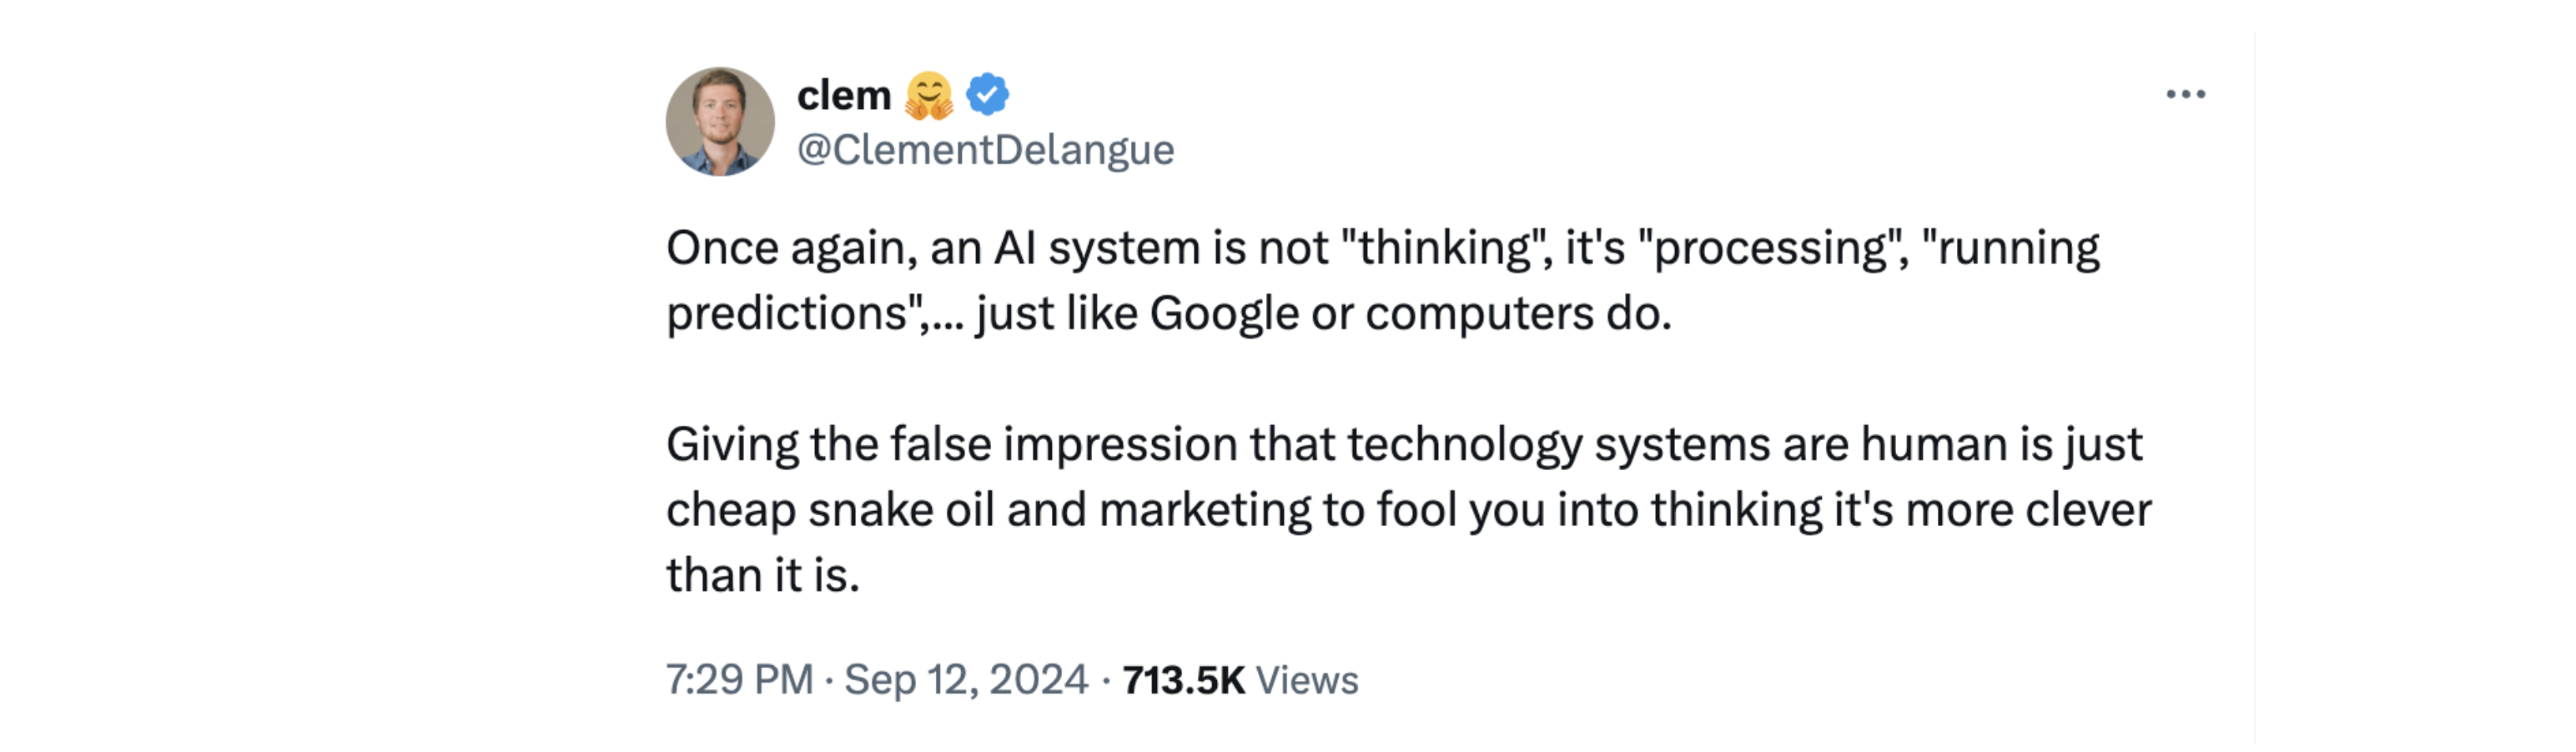 clem 🤗
@ClementDelangue
Once again, an AI system is not "thinking", it's "processing", "running
predictions",... just like Google or computers do.
Giving the false impression that technology systems are human is just
cheap snake oil and marketing to fool you into thinking it's more clever
than it is.
7:29 PM · Sep 12, 2024 · 713.5K Views